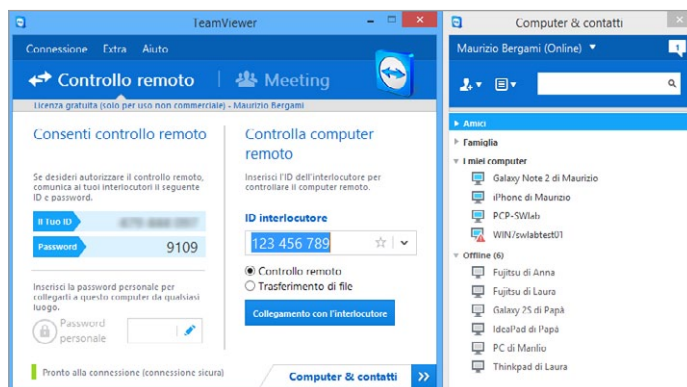 TeamViewer
Connessione Extra Aiuto
Controllo remoto
Meeting
Licenza gratuita (solo per uso non commerciale) - Maurizio Bergami
Consenti controllo remoto
Se desideri autorizzare il controllo remoto,
comunica ai tuoi interlocutori il seguente
ID e password.
Il Tuo ID
Password 9109
Inserisci la password personale per
collegarti a questo computer da qualsiasi
luogo.
Password
personale
Controlla computer
remoto
Inserisci l'ID dell'interlocutore per
controllare il computer remoto.
ID interlocutore
123 456 789
Controllo remoto
Trasferimento di file
Collegamento con l'interlocutore
Pronto alla connessione (connessione sicura)
Computer & contatti
Computer & contatti
Maurizio Bergami (Online)
1
Amici
Famiglia
I miei computer
Galaxy Note 2 di Maurizio
iPhone di Maurizio
PCP-SWlab
WIN7swlabtest01
Offline (6)
Fujitsu di Anna
Fujitsu di Laura
Galaxy 2S di Papà
IdeaPad di Papà
PC di Manlio
Thinkpad di Laura